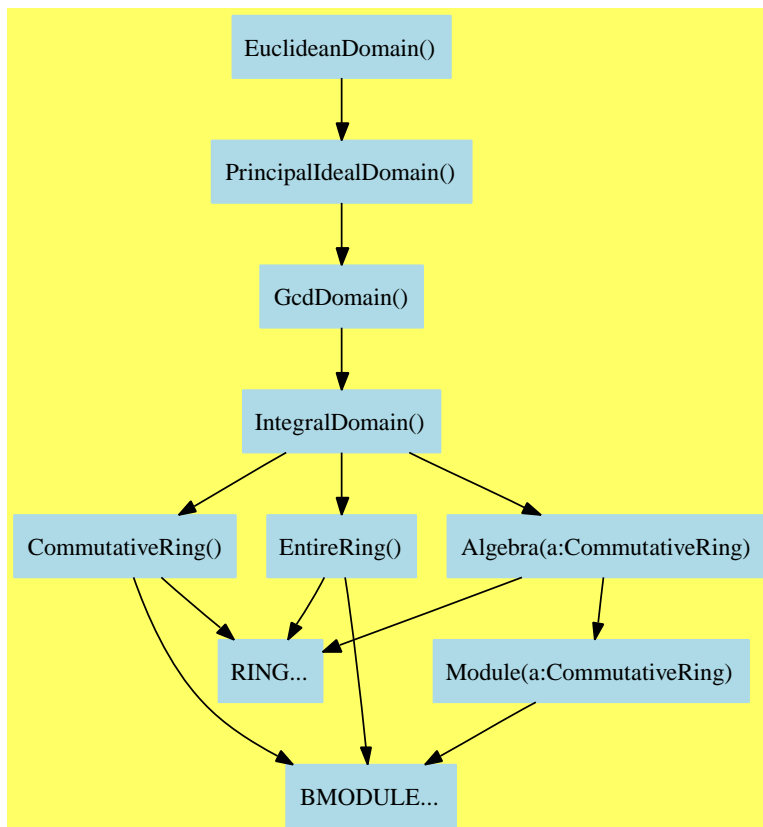 EuclideanDomain()
PrincipalIdealDomain()
GcdDomain()
IntegralDomain()
CommutativeRing()
EntireRing()
Algebra(a:CommutativeRing)
RING...
Module(a:CommutativeRing)
BMODULE...